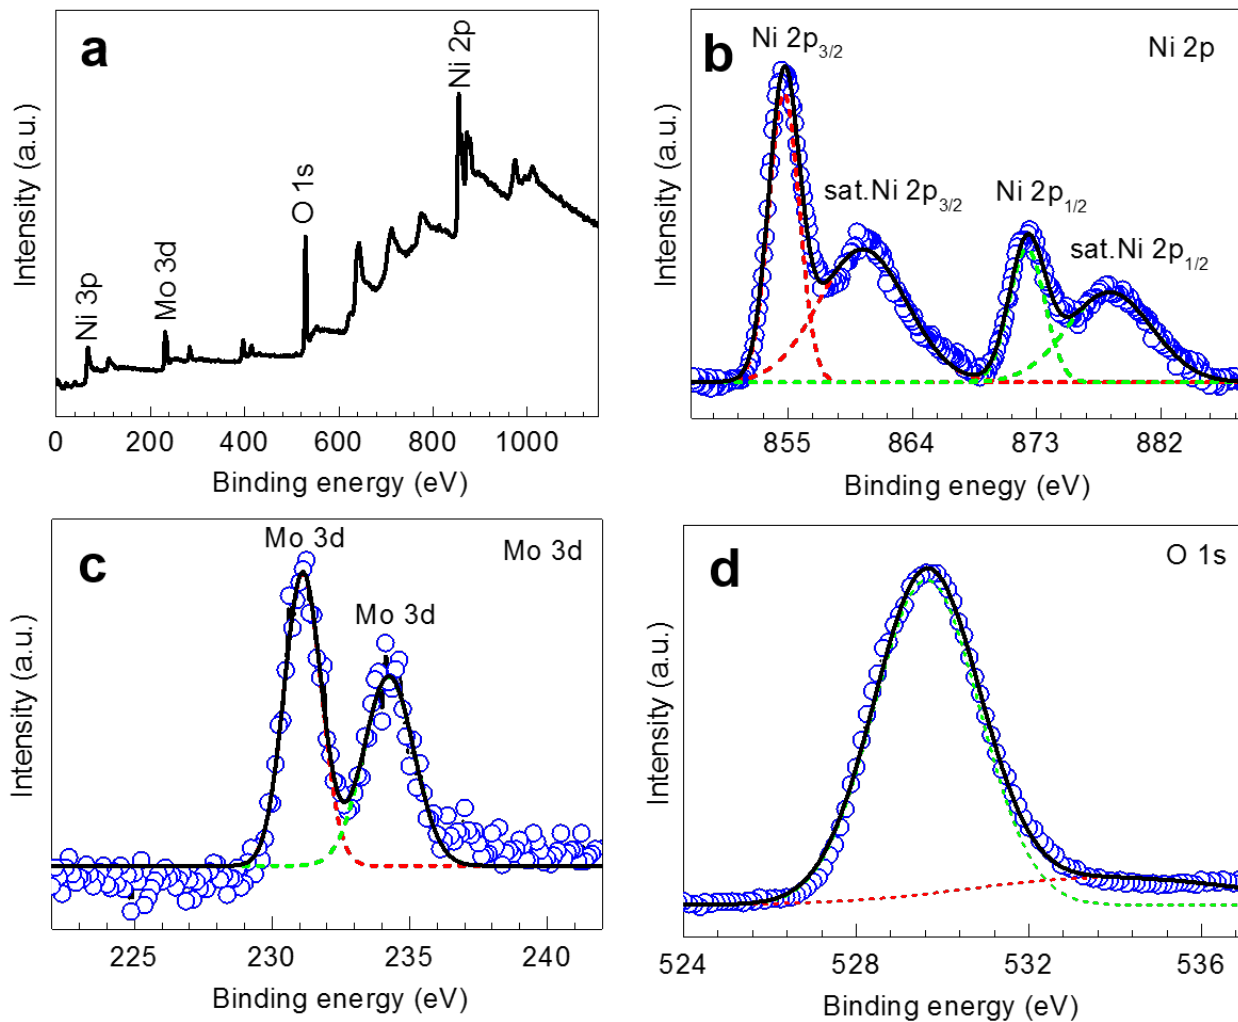 a
Ni 3p
Mo 3d
O 1s
Ni 2p
Intensity (a.u.)
0 200 400 600 800 1000
Binding energy (eV)
b
Ni 2p3/2
Ni 2p
sat.Ni 2p3/2
Ni 2p1/2
sat.Ni 2p1/2
Intensity (a.u.)
855 864 873 882
Binding enegy (eV)
c
Mo 3d
Mo 3d
Mo 3d
Intensity (a.u.)
225 230 235 240
Binding energy (eV)
d
O 1s
Intensity (a.u.)
524 528 532 536
Binding energy (eV)